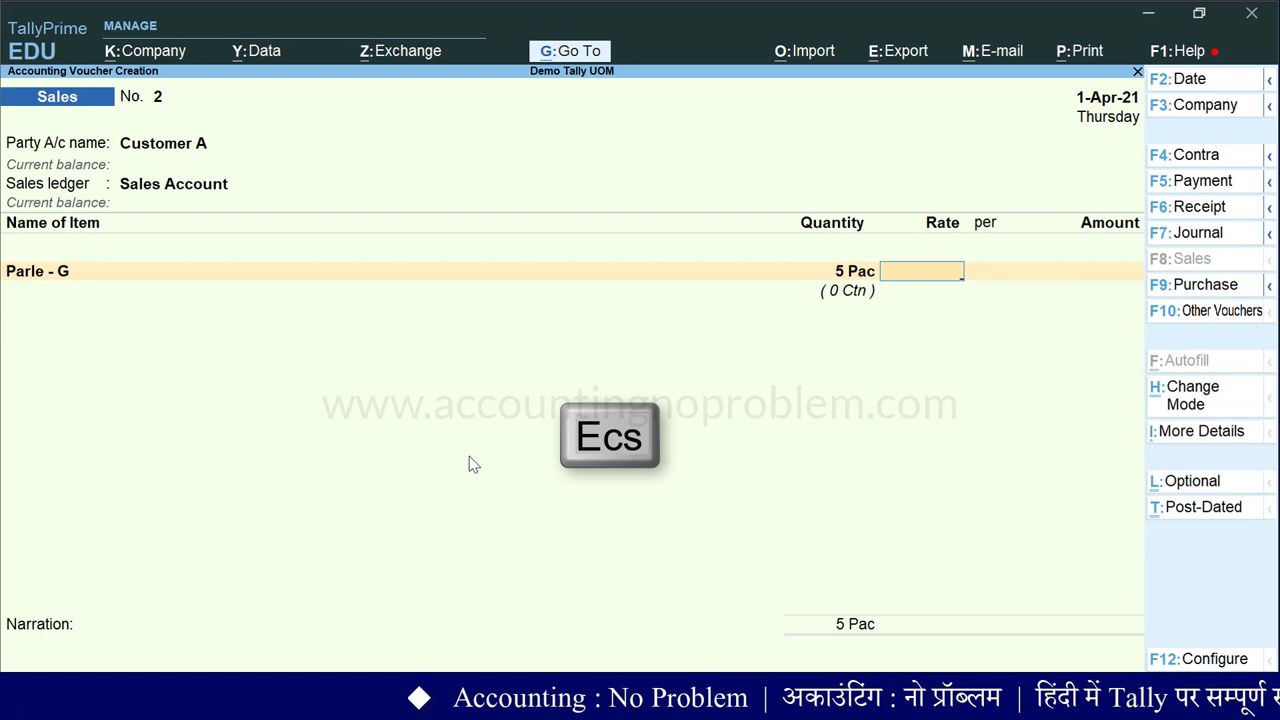 MANAGE
TallyPrime
EDU
K:Company
Y:Data
Z:Exchange
G:Go To
O:Import
E:Export
M:E-mail
P:Print
F1:Help
Accounting Voucher Creation
Demo Tally UOM
Sales
No. 2
1-Apr-21
Thursday
Party A/c name: Customer A
Current balance:
Sales ledger : Sales Account
Current balance:
Name of Item
Quantity
Rate
per
Amount
Parle - G
5 Pac
( 0 Ctn )
www.accountingnoproblem.com
Ecs
Narration:
5 Pac
F2:Date
F3:Company
F4:Contra
F5:Payment
F6:Receipt
F7:Journal
F8:Sales
F9:Purchase
F10:Other Vouchers
F:Autofill
H:Change
Mode
I:More Details
L:Optional
T:Post-Dated
F12:Configure
◆ Accounting : No Problem | अकाउंटिंग : नो प्रॉब्लम | हिंदी में Tally पर सम्पूर्ण